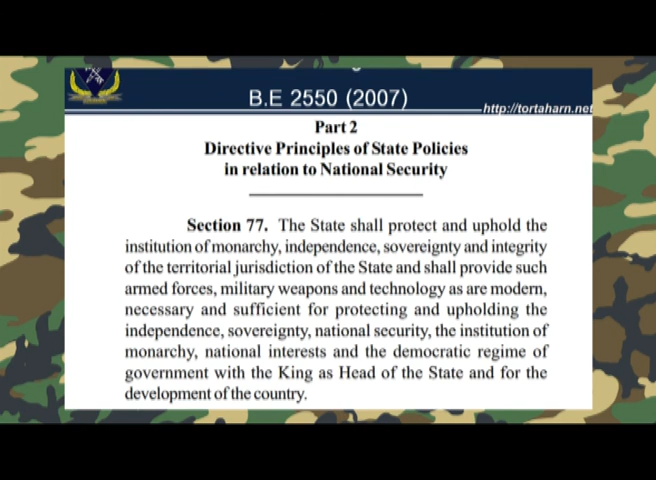 B.E 2550 (2007)
http://tortaharn.net
Part 2
Directive Principles of State Policies
in relation to National Security
Section 77. The State shall protect and uphold the
institution of monarchy, independence, sovereignty and integrity
of the territorial jurisdiction of the State and shall provide such
armed forces, military weapons and technology as are modern,
necessary and sufficient for protecting and upholding the
independence, sovereignty, national security, the institution of
monarchy, national interests and the democratic regime of
government with the King as Head of the State and for the
development of the country.